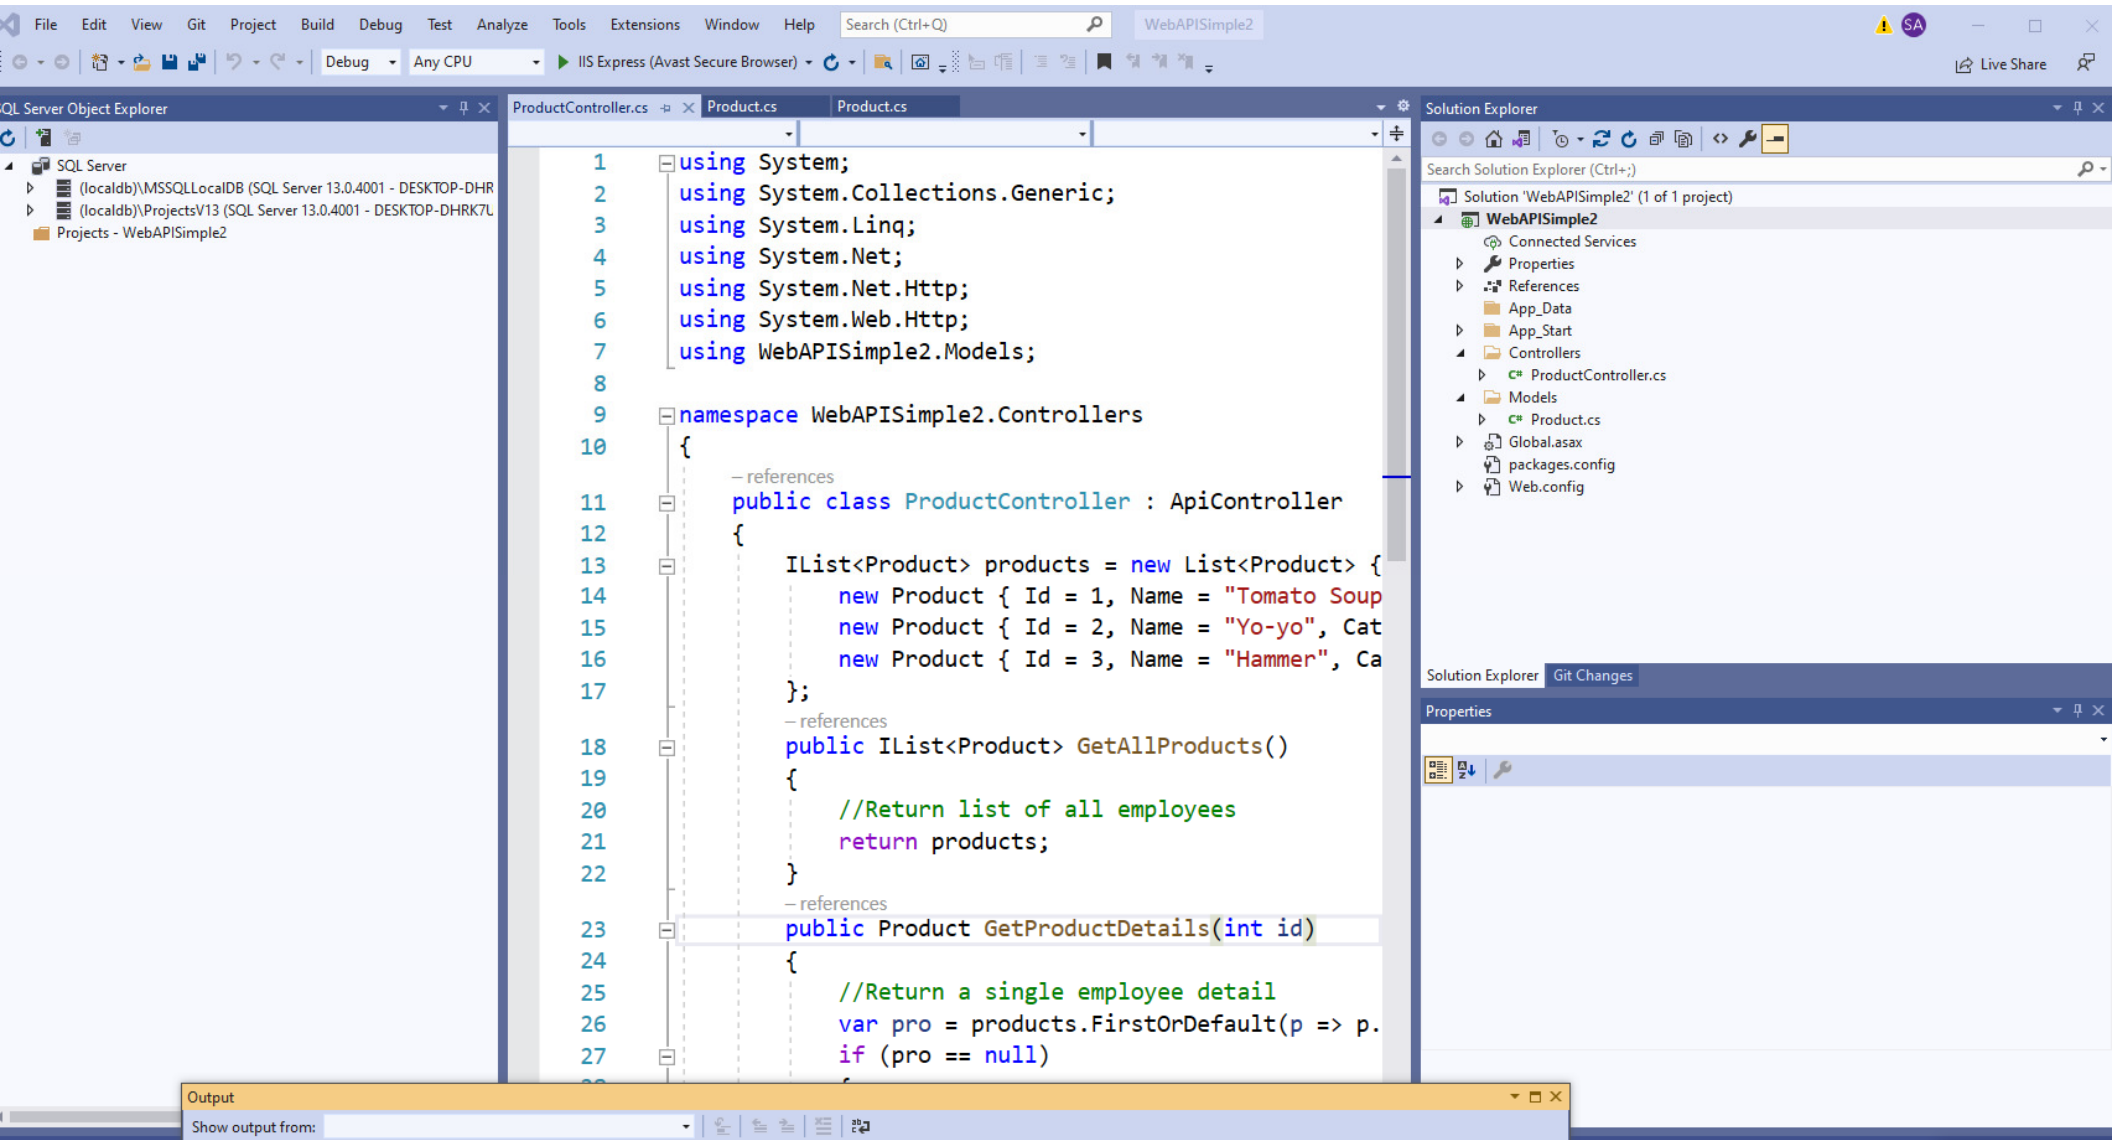 File Edit View Git Project Build Debug Test Analyze Tools Extensions Window Help Search (Ctrl+Q) WebAPISimple2 SA
Debug Any CPU IIS Express (Avast Secure Browser) Live Share
SQL Server Object Explorer
SQL Server
(localdb)\MSSQLLocalDB (SQL Server 13.0.4001 - DESKTOP-DHR
(localdb)\ProjectsV13 (SQL Server 13.0.4001 - DESKTOP-DHRK7U
Projects - WebAPISimple2
ProductController.cs Product.cs Product.cs
1 using System;
2 using System.Collections.Generic;
3 using System.Linq;
4 using System.Net;
5 using System.Net.Http;
6 using System.Web.Http;
7 using WebAPISimple2.Models;
8
9 namespace WebAPISimple2.Controllers
10 {
– references
11 public class ProductController : ApiController
12 {
13 IList<Product> products = new List<Product> {
14 new Product { Id = 1, Name = "Tomato Soup
15 new Product { Id = 2, Name = "Yo-yo", Cat
16 new Product { Id = 3, Name = "Hammer", Ca
17 };
– references
18 public IList<Product> GetAllProducts()
19 {
20 //Return list of all employees
21 return products;
22 }
– references
23 public Product GetProductDetails(int id)
24 {
25 //Return a single employee detail
26 var pro = products.FirstOrDefault(p => p.
27 if (pro == null)
Solution Explorer
Search Solution Explorer (Ctrl+;)
Solution 'WebAPISimple2' (1 of 1 project)
WebAPISimple2
Connected Services
Properties
References
App_Data
App_Start
Controllers
C# ProductController.cs
Models
C# Product.cs
Global.asax
packages.config
Web.config
Solution Explorer Git Changes
Properties
Output
Show output from: